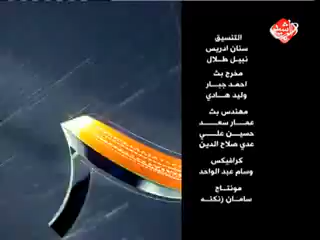 التنسيق
سنان ادريس
نبيل طلال
مخرج بث
احمد جبار
وليد هادي
مهندس بث
عمار سعد
حسين علي
عدي صلاح الدين
كرافيكس
وسام عبد الواحد
مونتاج
سامان زنكنه